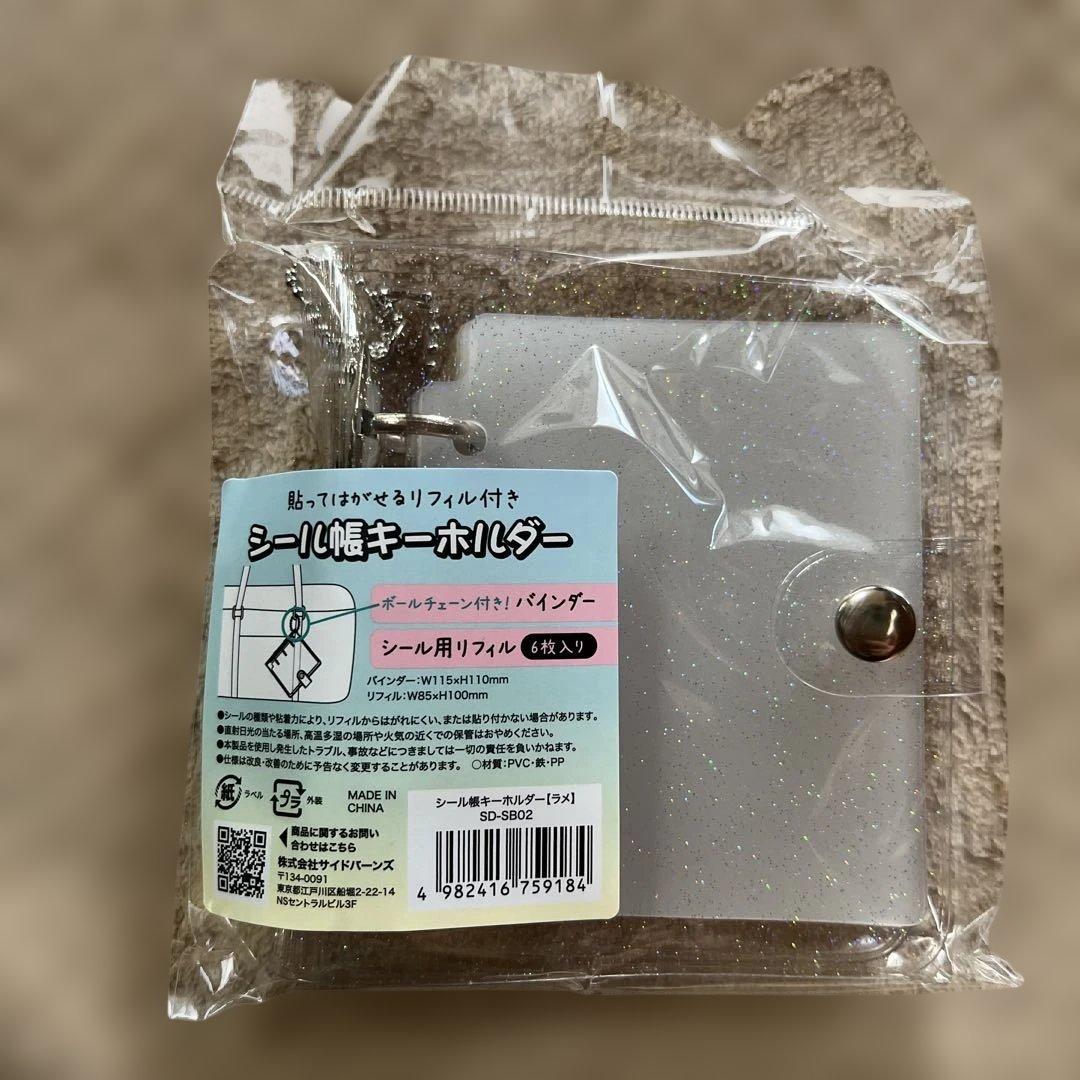 貼ってはがせるリフィル付き
シール帳キーホルダー
ボールチェーン付き! バインダー
シール用リフィル 6枚入り
バインダー:W115×H110mm
リフィル:W85×H100mm
●シールの種類や粘着力により、リフィルからはがれにくい、または貼り付かない場合があります。
●直射日光の当たる場所、高温多湿の場所や火気の近くでの保管はおやめください。
●本製品を使用し発生したトラブル、事故などにつきましては一切の責任を負いかねます。
●仕様は改良・改善のために予告なく変更することがあります。 ○材質:PVC・鉄・PP
紙 ラベル プラ 外装 MADE IN CHINA
商品に関するお問い
合わせはこちら
株式会社サイドバーンズ
〒134-0091
東京都江戸川区船堀2-22-14
NSセントラルビル3F
シール帳キーホルダー【ラメ】
SD-SB02
4 982416 759184